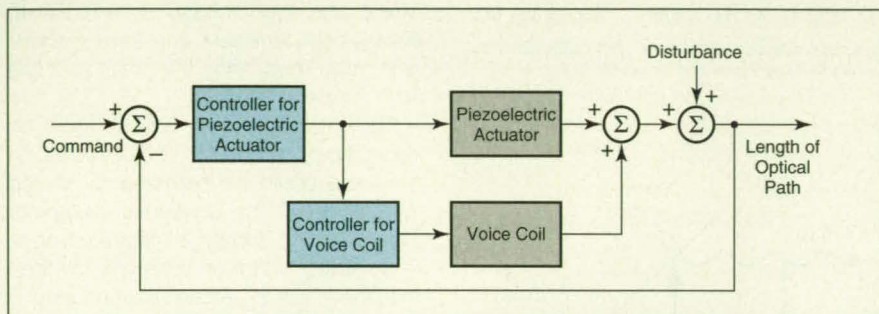 Disturbance
+
+
+
Σ
Command
−
Controller for
Piezoelectric
Actuator
Piezoelectric
Actuator
+
Σ
+
+
Σ
Length of
Optical
Path
Controller for
Voice Coil
Voice Coil